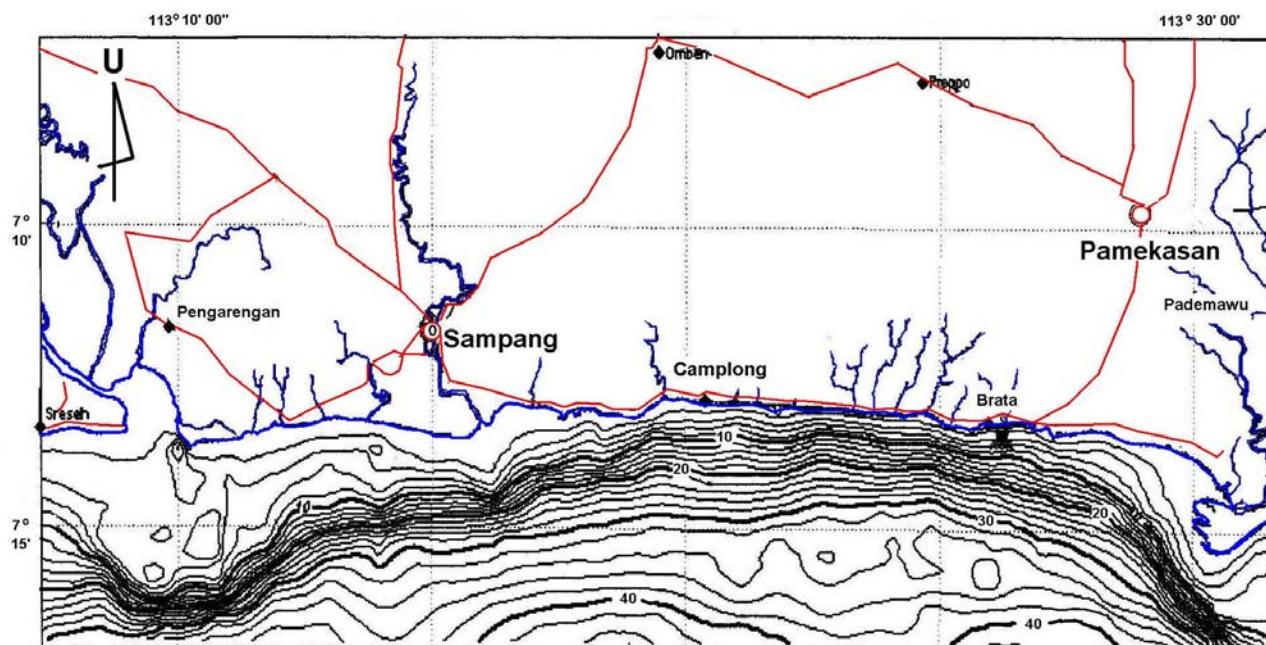 113° 10' 00"
113° 30' 00"
U
Omben
Proppo
7°
10'
Pamekasan
Pengarengan
Pademawu
Sampang
Camplong
Brata
Sreseh
10
20
10
20
30
7°
15'
40
40